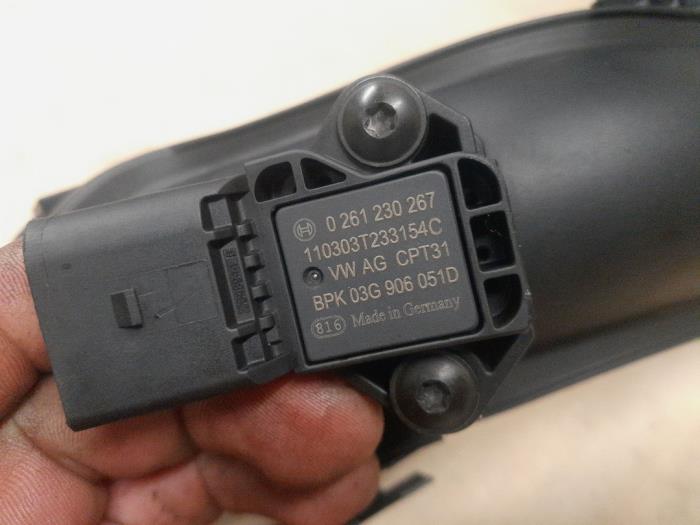 0 261 230 267
110303T233154C
VW AG CPT31
BPK 03G 906 051D
816 Made in Germany